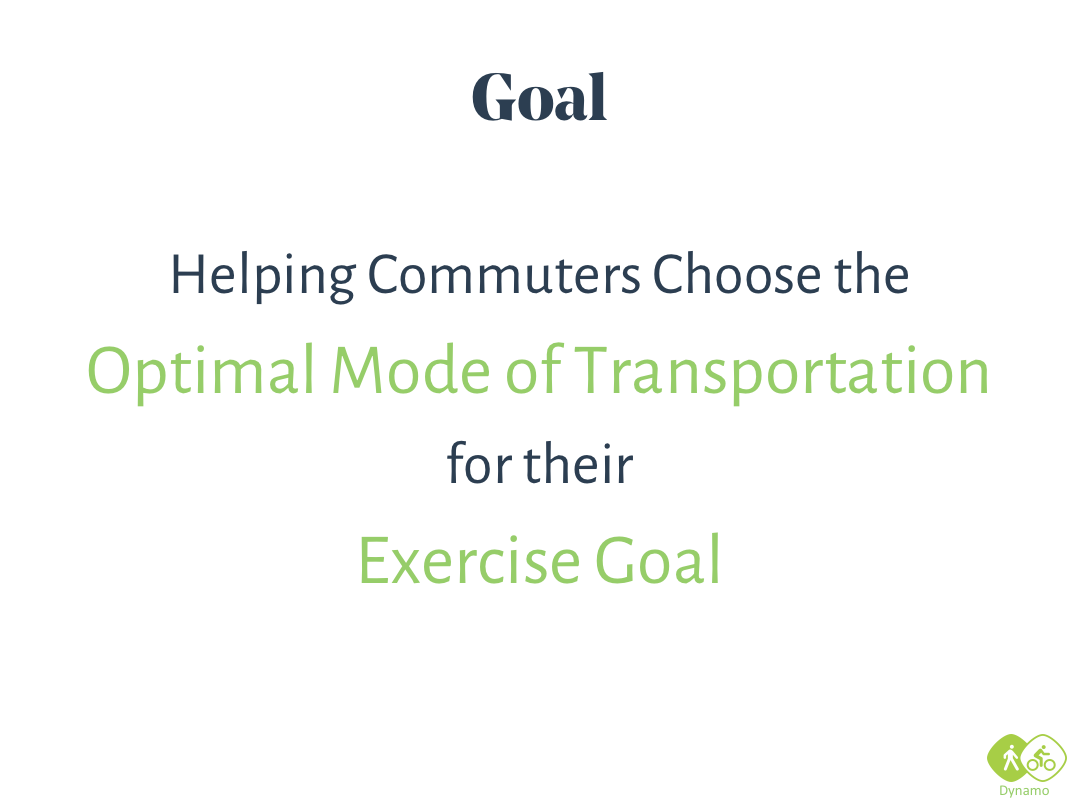 Goal
Helping Commuters Choose the
Optimal Mode of Transportation
for their
Exercise Goal
Dynamo